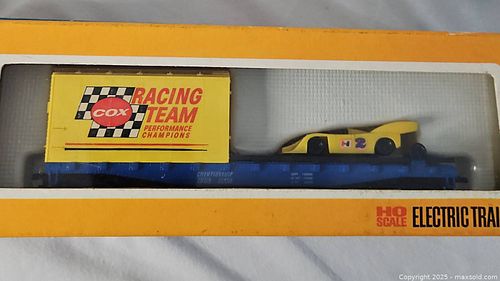 RACING
TEAM
COX
PERFORMANCE
CHAMPIONS
2
HO
SCALE
ELECTRIC TRAI
Copyright 2025 - maxsold.com